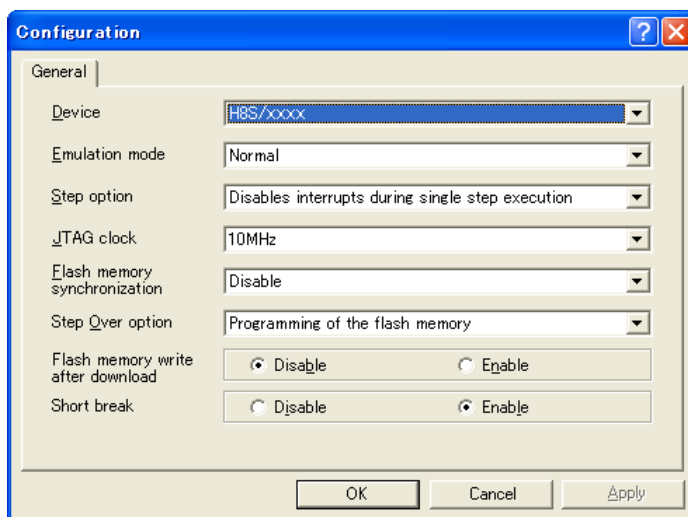 Configuration
General
Device
H8S/xxxx
Emulation mode
Normal
Step option
Disables interrupts during single step execution
JTAG clock
10MHz
Flash memory
synchronization
Disable
Step Over option
Programming of the flash memory
Flash memory write
after download
Disable
Enable
Short break
Disable
Enable
OK
Cancel
Apply